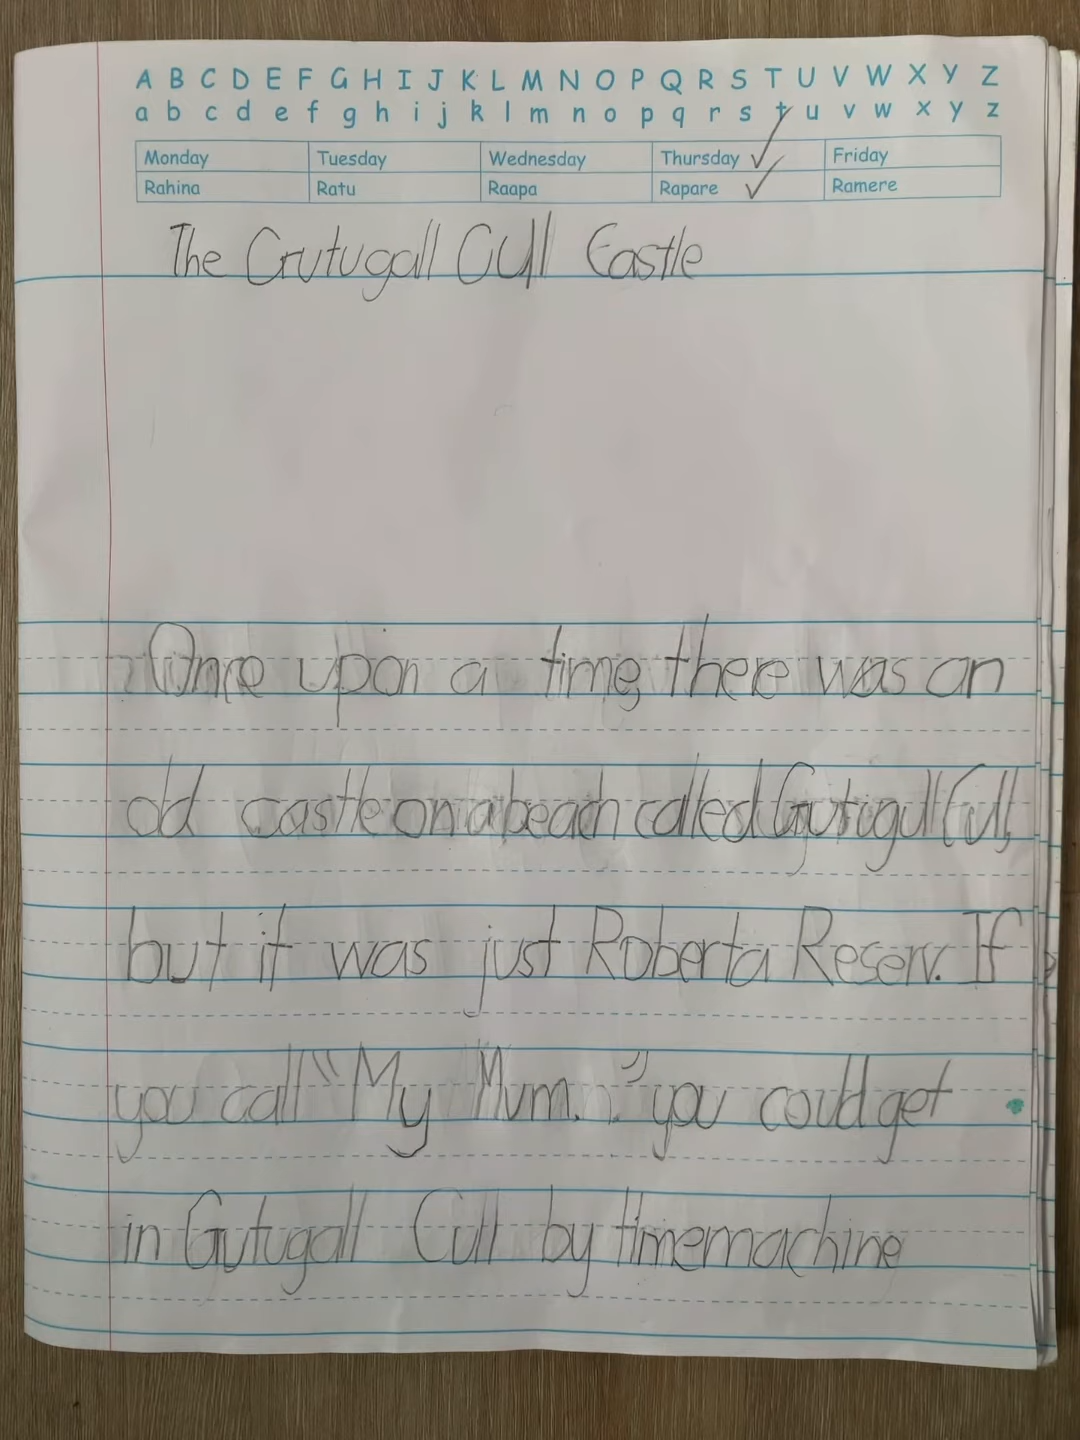 A B C D E F G H I J K L M N O P Q R S T U V W X Y Z
a b c d e f g h i j k l m n o p q r s t u v w x y z
Monday Tuesday Wednesday Thursday Friday
Rahina Ratu Raapa Rapare Ramere
The Grutugall Cull Castle
Once upon a time, there was an
old castle on a beach called Gutigull Cull,
but it was just Roberta Reserv. If
you call "My Mum..." you could get
in Gutugall Cull by timemachine